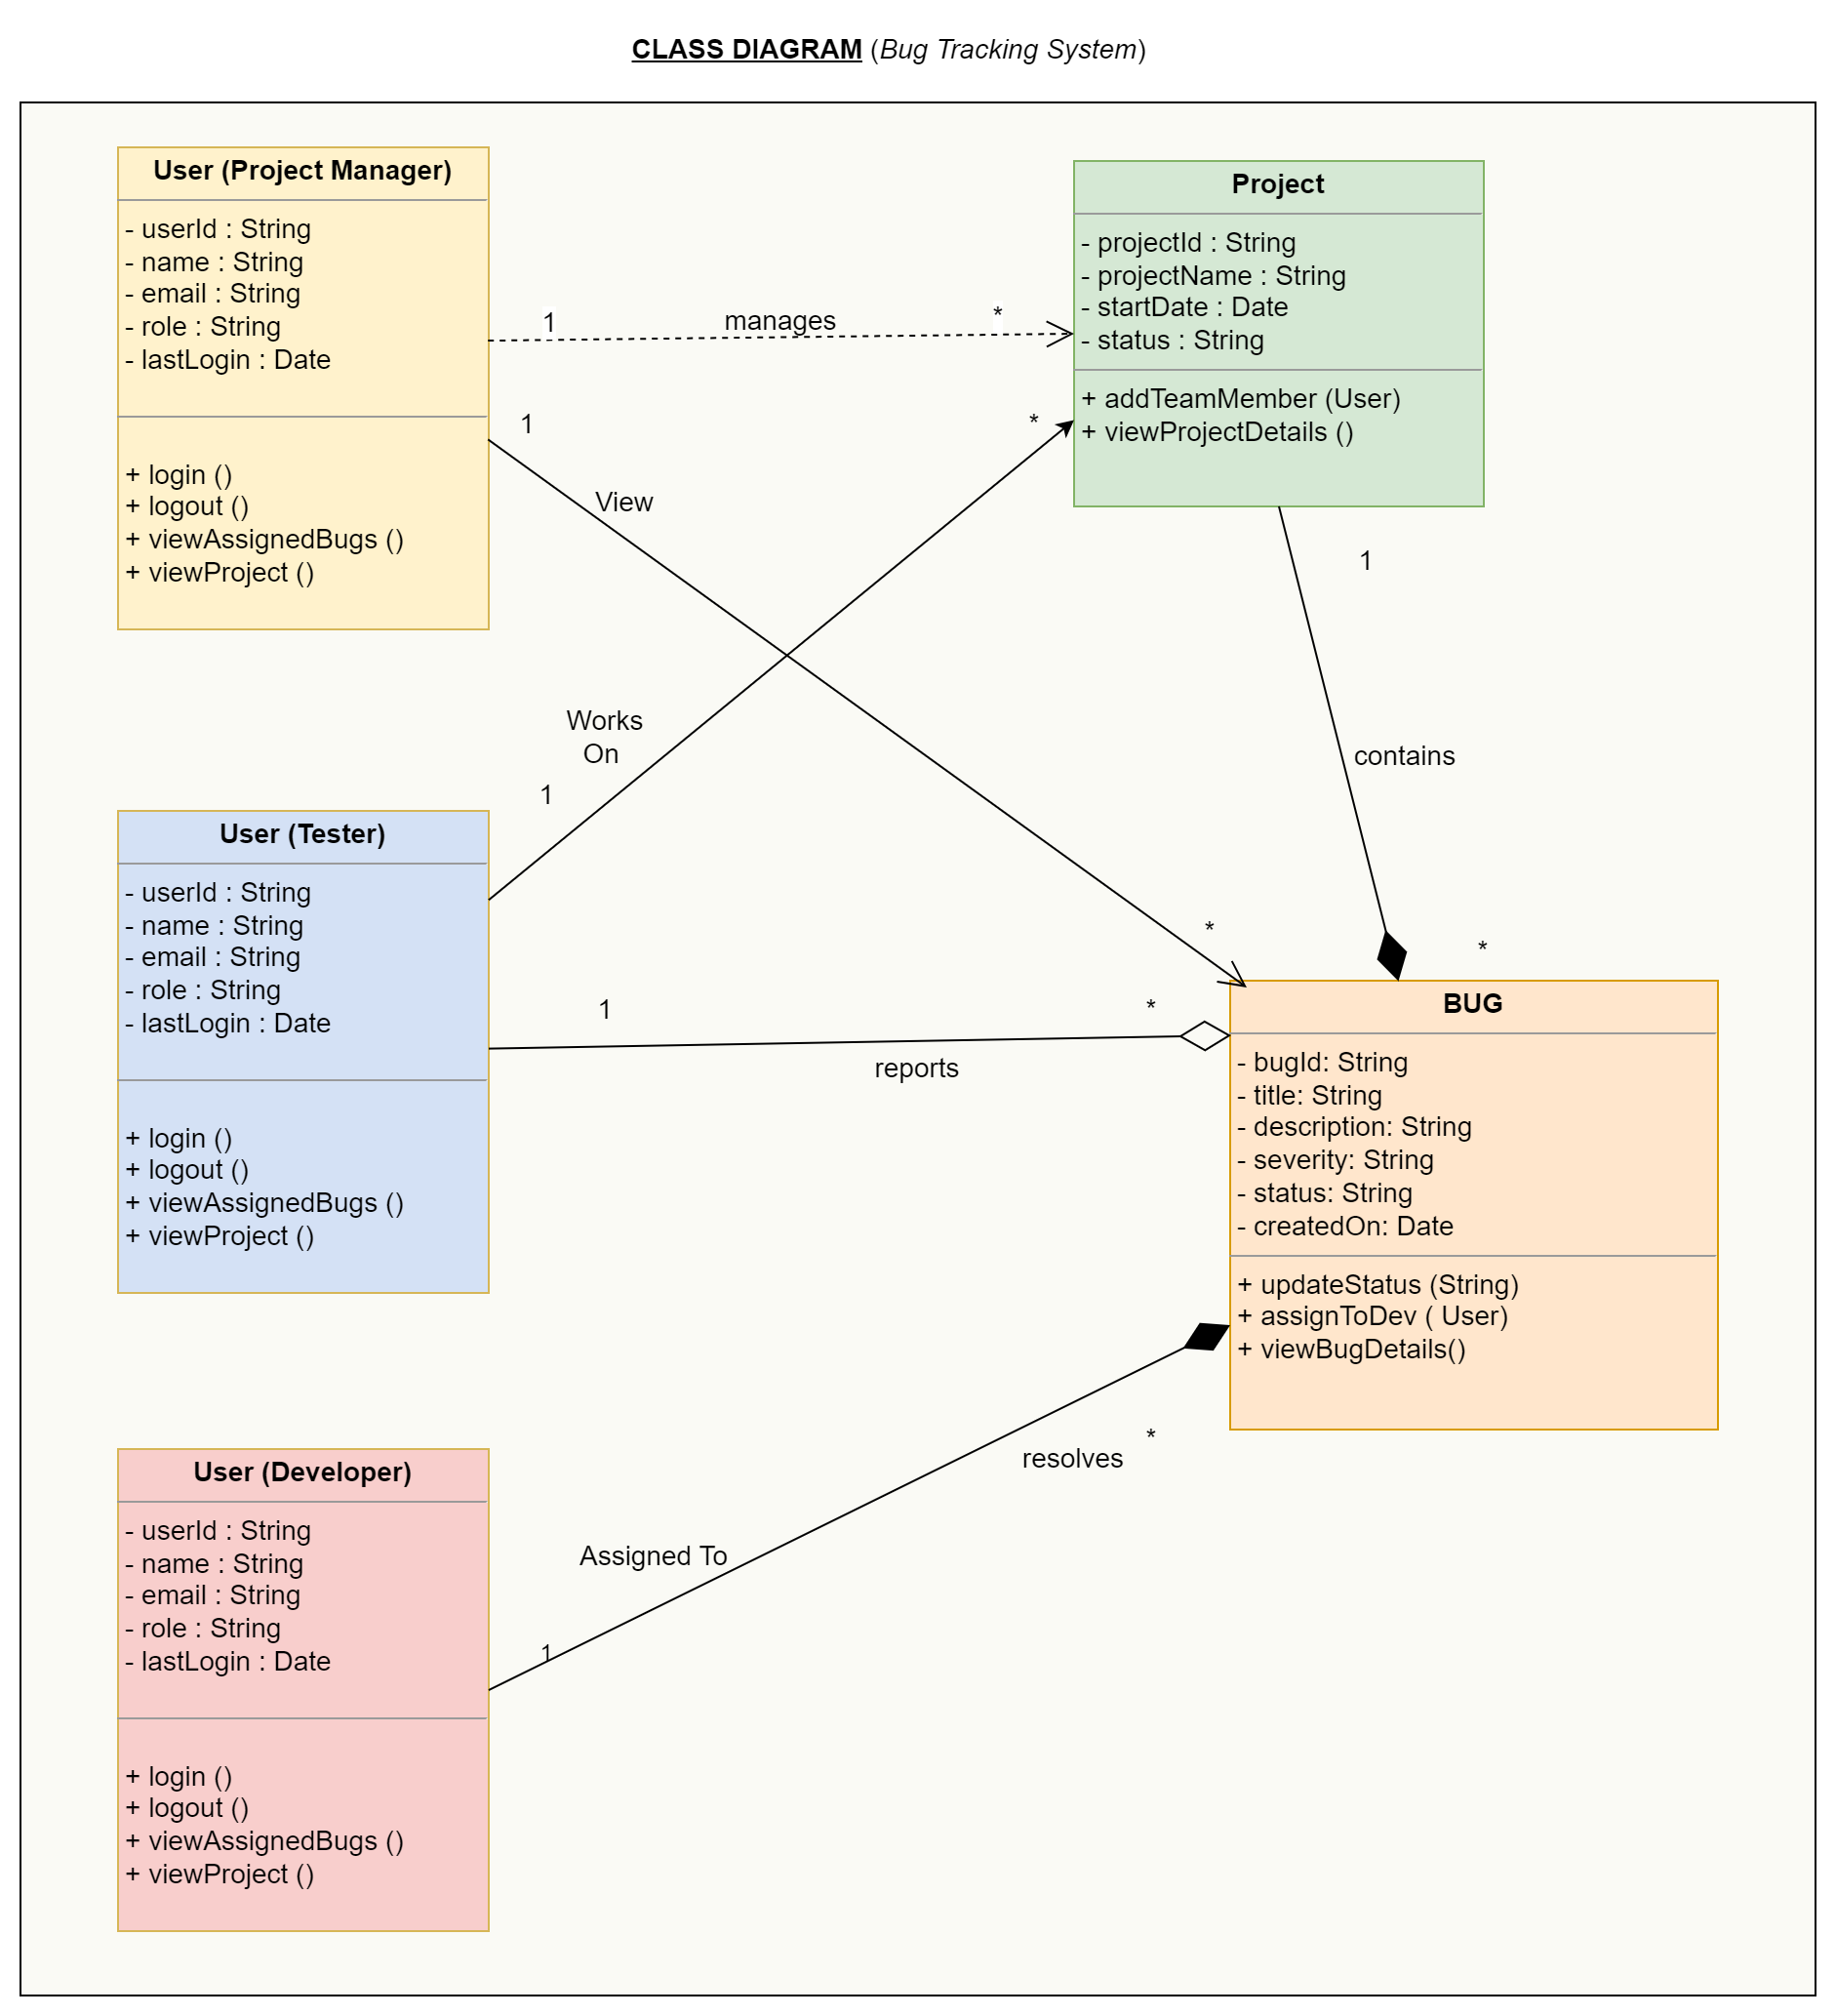 CLASS DIAGRAM (Bug Tracking System)
User (Project Manager)
- userId : String
- name : String
- email : String
- role : String
- lastLogin : Date
+ login ()
+ logout ()
+ viewAssignedBugs ()
+ viewProject ()
1
manages
*
Project
- projectId : String
- projectName : String
- startDate : Date
- status : String
+ addTeamMember (User)
+ viewProjectDetails ()
1
View
*
*
Works
On
1
1
contains
*
User (Tester)
- userId : String
- name : String
- email : String
- role : String
- lastLogin : Date
+ login ()
+ logout ()
+ viewAssignedBugs ()
+ viewProject ()
1
*
reports
BUG
- bugId: String
- title: String
- description: String
- severity: String
- status: String
- createdOn: Date
+ updateStatus (String)
+ assignToDev ( User)
+ viewBugDetails()
*
resolves
Assigned To
1
User (Developer)
- userId : String
- name : String
- email : String
- role : String
- lastLogin : Date
+ login ()
+ logout ()
+ viewAssignedBugs ()
+ viewProject ()